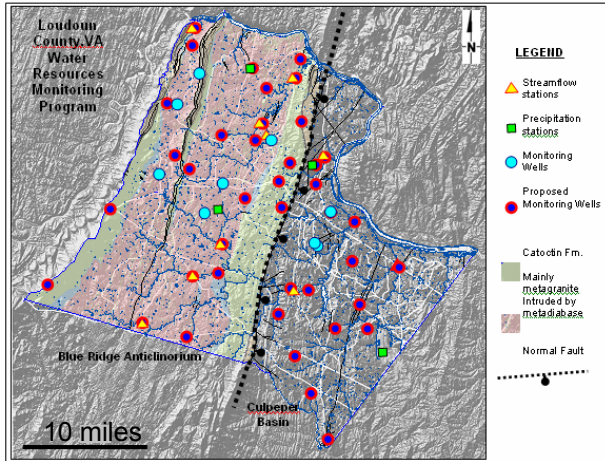 Loudoun
County,VA
Water
Resources
Monitoring
Program
N
Blue Ridge Anticlinorium
Culpeper
Basin
10 miles
LEGEND
Streamflow
stations
Precipitation
stations
Monitoring
Wells
Proposed
Monitoring Wells
Catoctin Fm.
Mainly
metagranite
Intruded by
metadiabase
Normal Fault